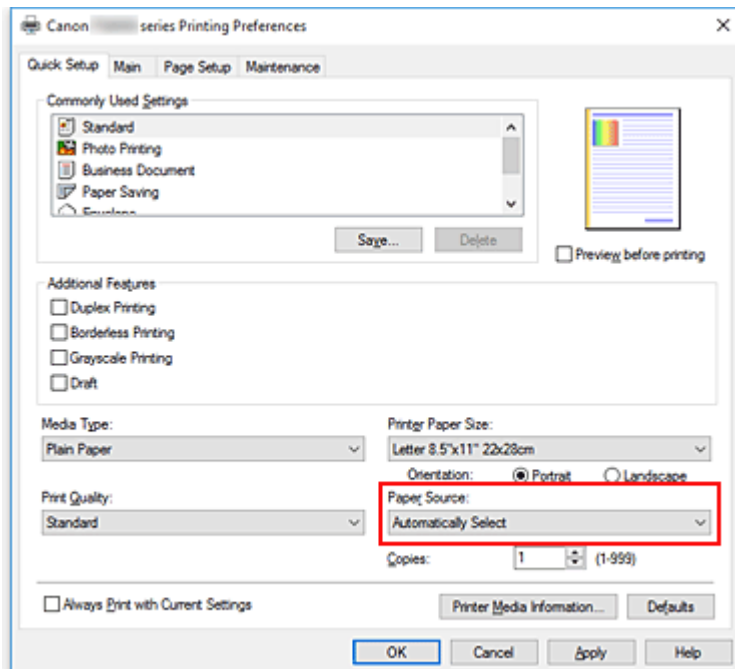 Canon series Printing Preferences
Quick Setup Main Page Setup Maintenance
Commonly Used Settings
Standard
Photo Printing
Business Document
Paper Saving
Envelope
Save... Delete
Preview before printing
Additional Features
Duplex Printing
Borderless Printing
Grayscale Printing
Draft
Media Type: Printer Paper Size:
Plain Paper Letter 8.5"x11" 22x28cm
Orientation: Portrait Landscape
Print Quality: Paper Source:
Standard Automatically Select
Copies: 1 (1-999)
Always Print with Current Settings Printer Media Information... Defaults
OK Cancel Apply Help